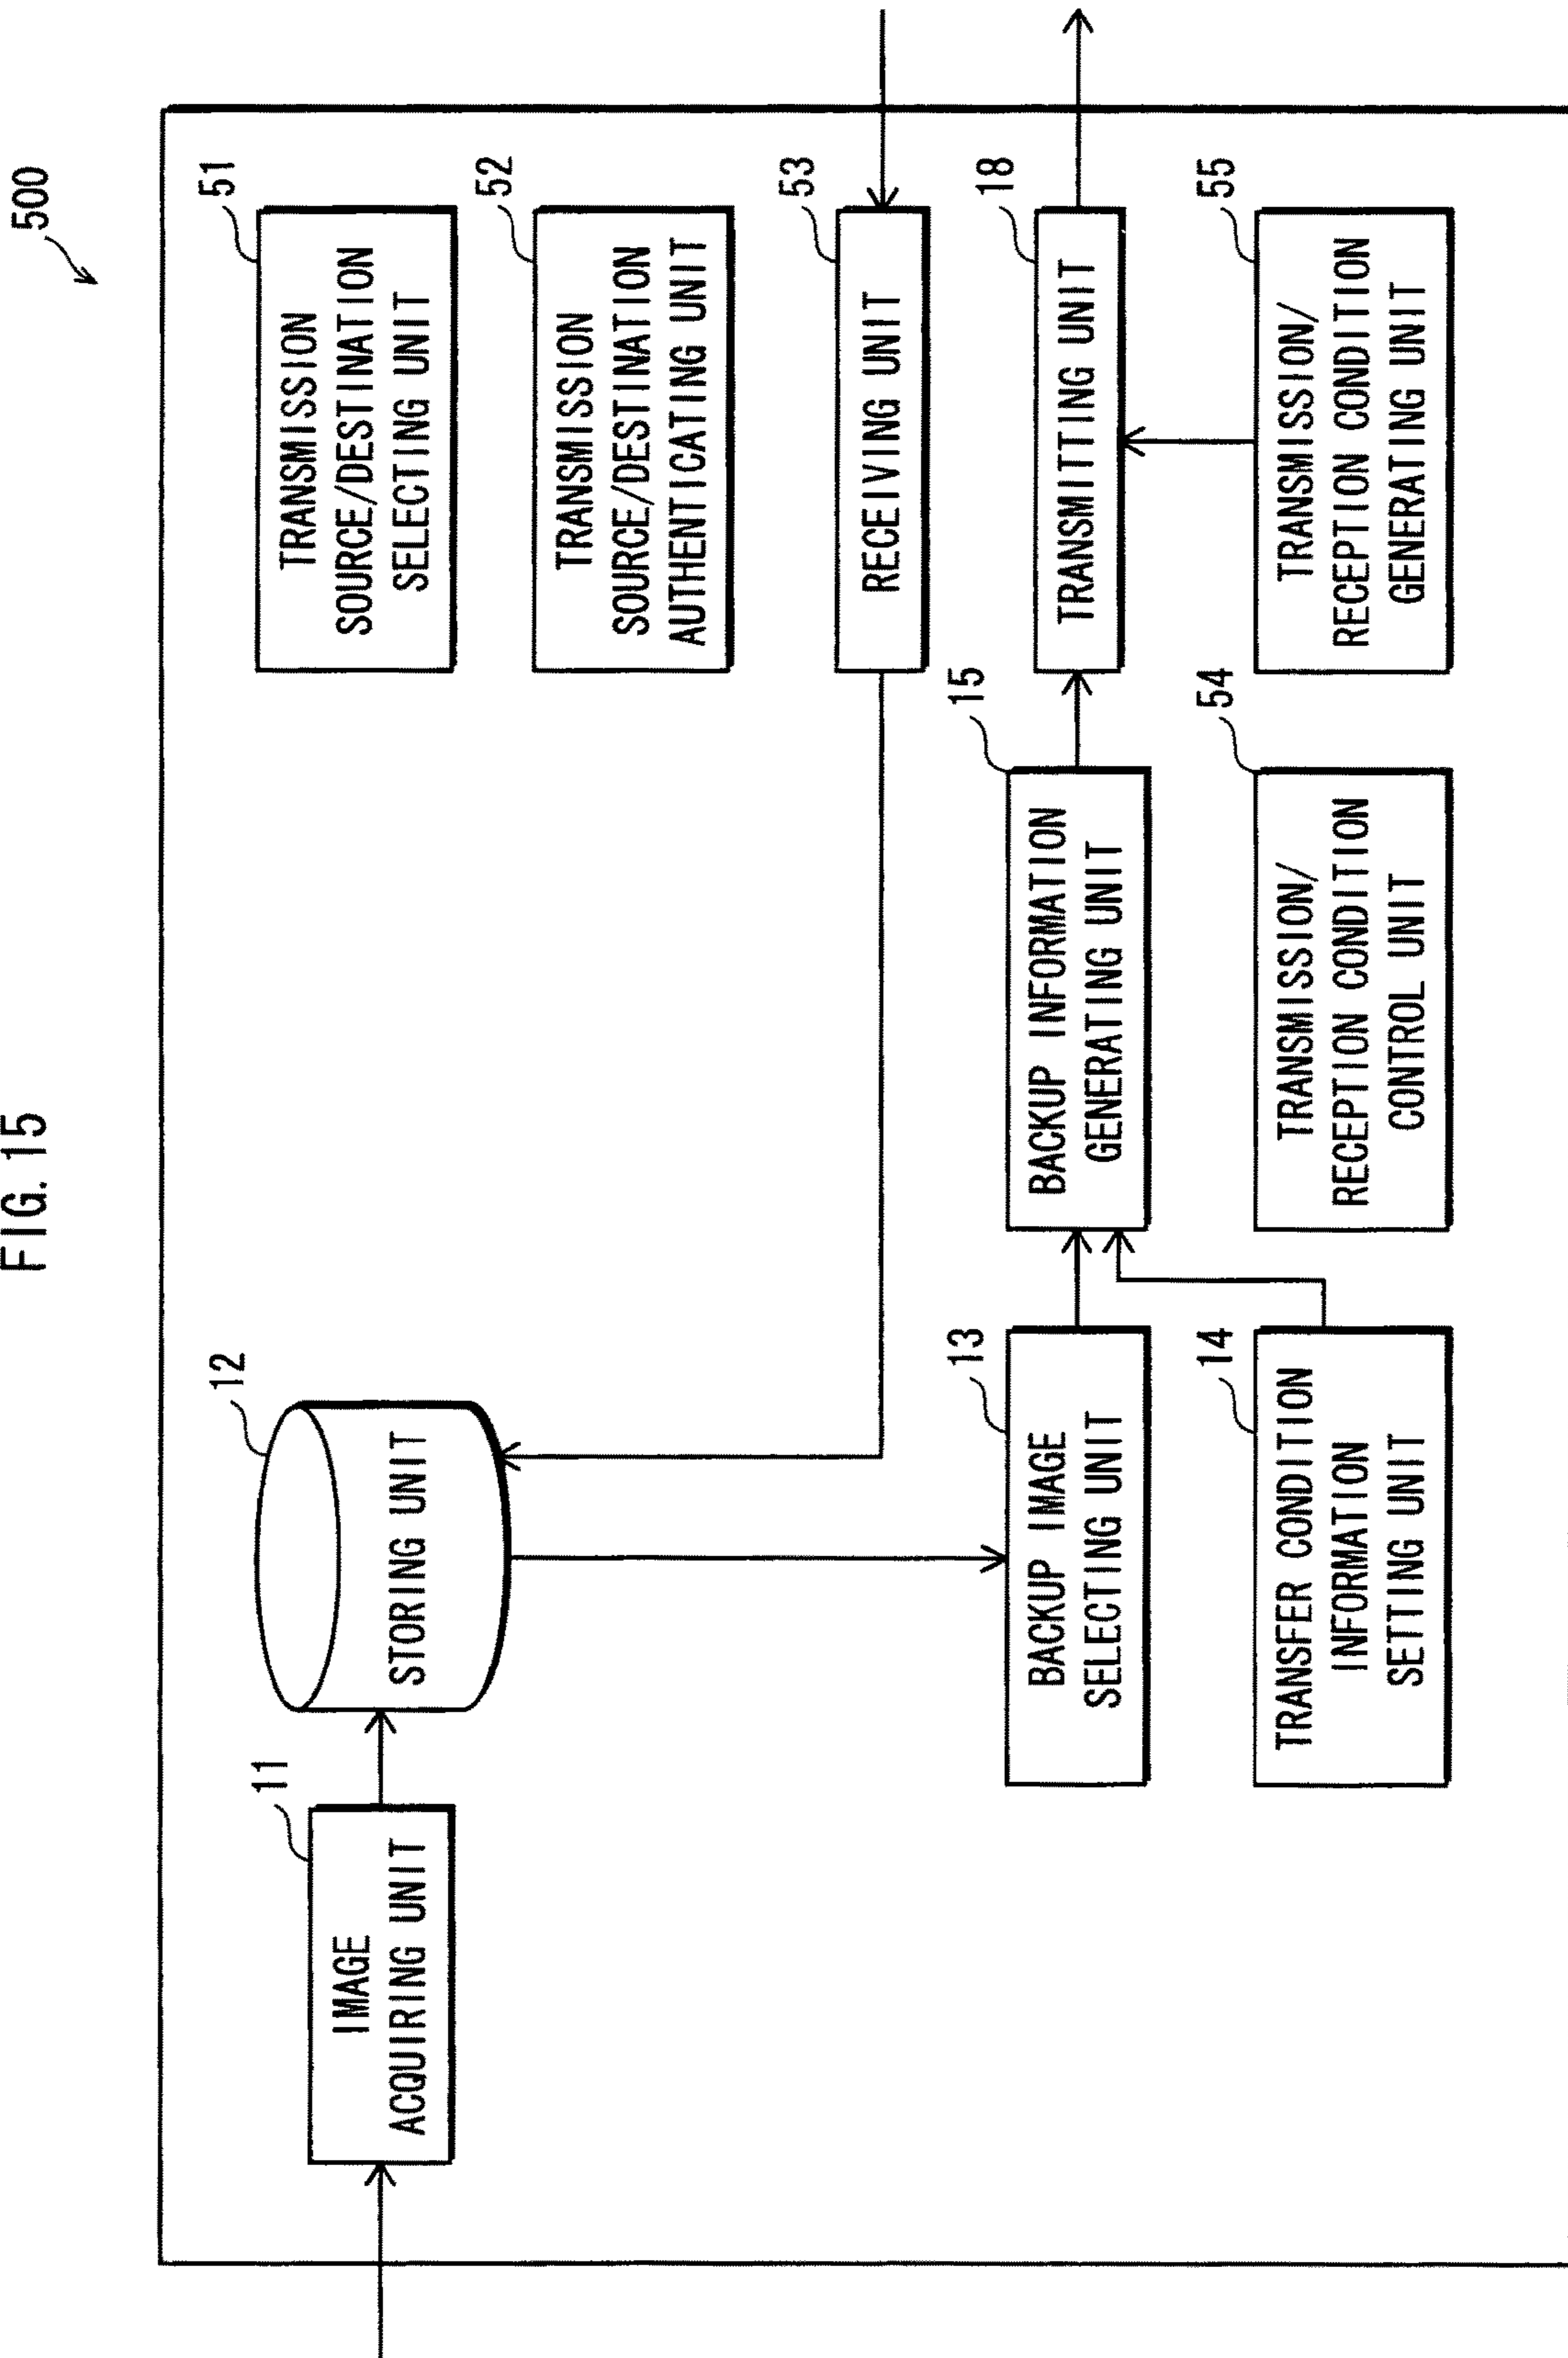 FIG. 15
500
11
IMAGE
ACQUIRING UNIT
12
STORING UNIT
51
TRANSMISSION
SOURCE/DESTINATION
SELECTING UNIT
52
TRANSMISSION
SOURCE/DESTINATION
AUTHENTICATING UNIT
53
RECEIVING UNIT
13
BACKUP IMAGE
SELECTING UNIT
15
BACKUP INFORMATION
GENERATING UNIT
18
TRANSMITTING UNIT
14
TRANSFER CONDITION
INFORMATION
SETTING UNIT
54
TRANSMISSION/
RECEPTION CONDITION
CONTROL UNIT
55
TRANSMISSION/
RECEPTION CONDITION
GENERATING UNIT